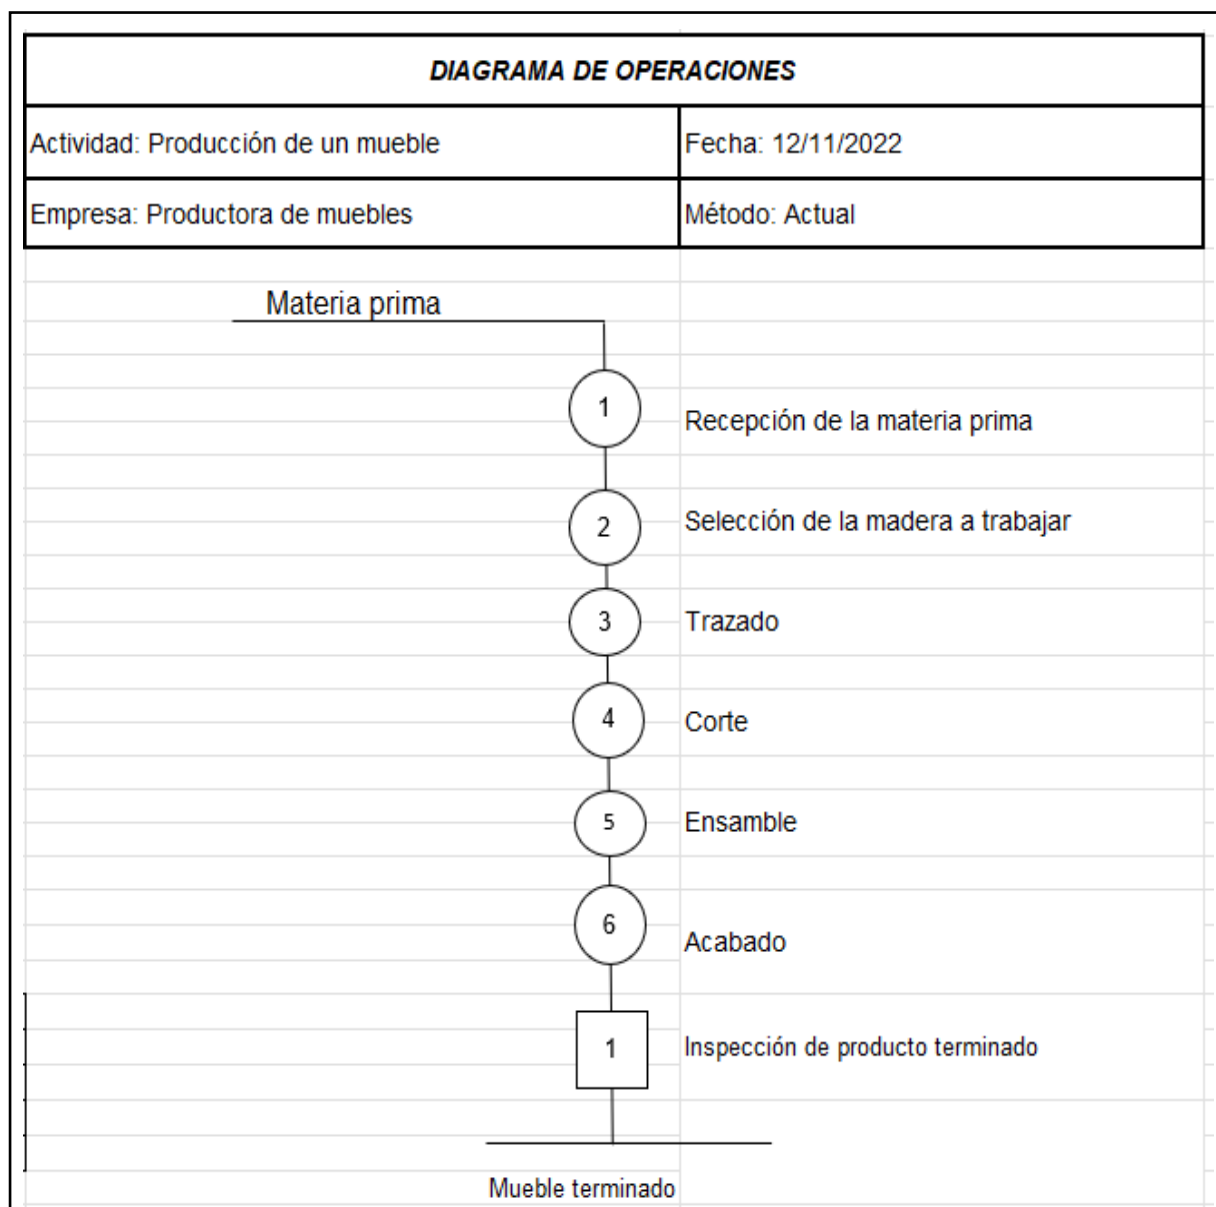 DIAGRAMA DE OPERACIONES
Actividad: Producción de un mueble
Fecha: 12/11/2022
Empresa: Productora de muebles
Método: Actual
Materia prima
1
Recepción de la materia prima
2
Selección de la madera a trabajar
3
Trazado
4
Corte
5
Ensamble
6
Acabado
1
Inspección de producto terminado
Mueble terminado